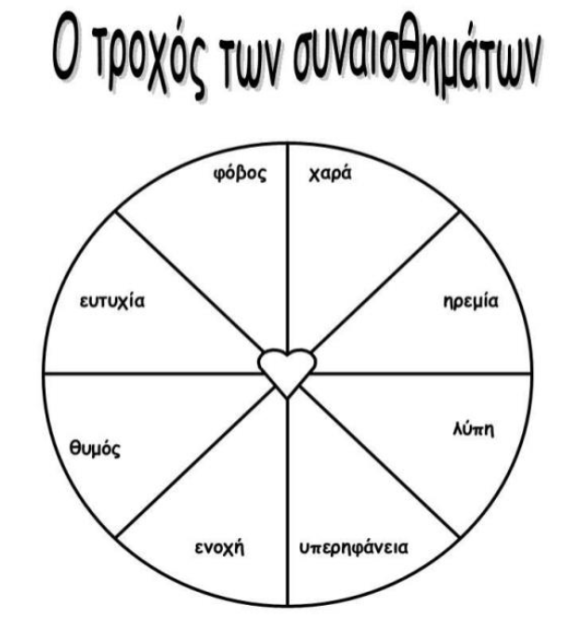 Ο τροχός των συναισθημάτων
φόβος
χαρά
ευτυχία
ηρεμία
θυμός
λύπη
ενοχή
υπερηφάνεια